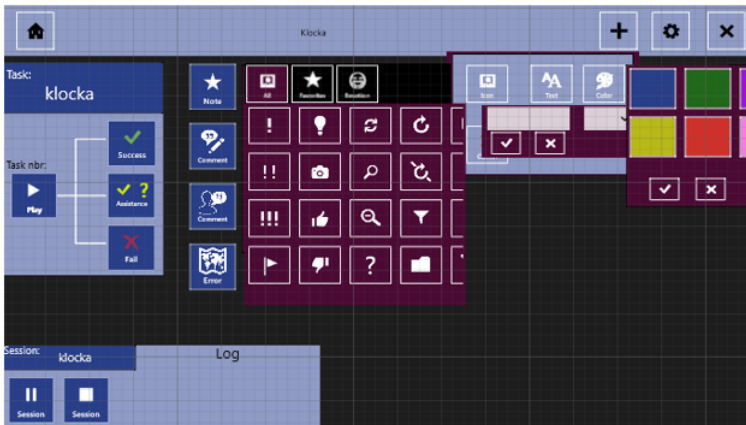 Klocka
Task:
klocka
Task nbr:
Play
Success
Assistance
Fail
Note
Comment
Comment
Error
All
Favorites
Emotion
Icon
Text
Color
Session:
klocka
Log
Session
Session